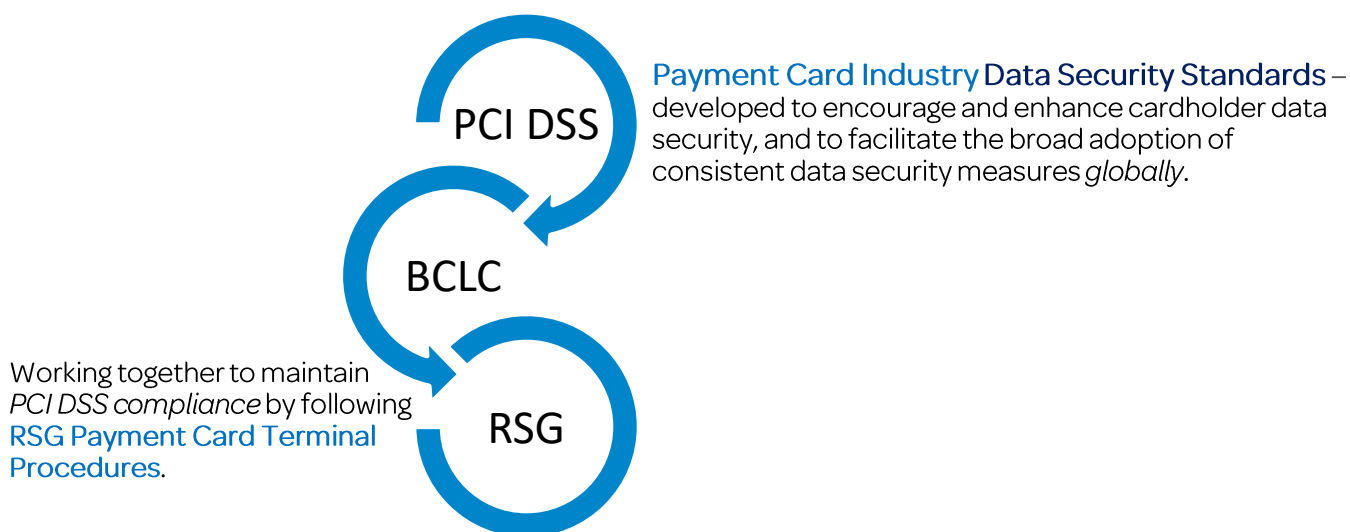 PCI DSS
Payment Card Industry Data Security Standards –
developed to encourage and enhance cardholder data
security, and to facilitate the broad adoption of
consistent data security measures globally.
BCLC
Working together to maintain
PCI DSS compliance by following
RSG Payment Card Terminal
Procedures.
RSG